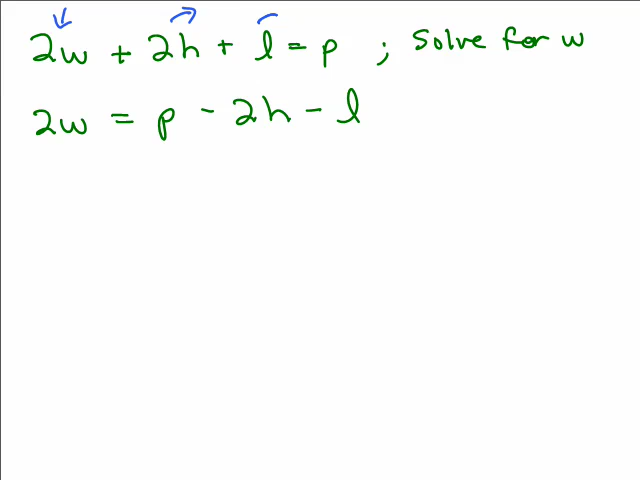 2w + 2h + l = p ; Solve for w
2w = p - 2h - l